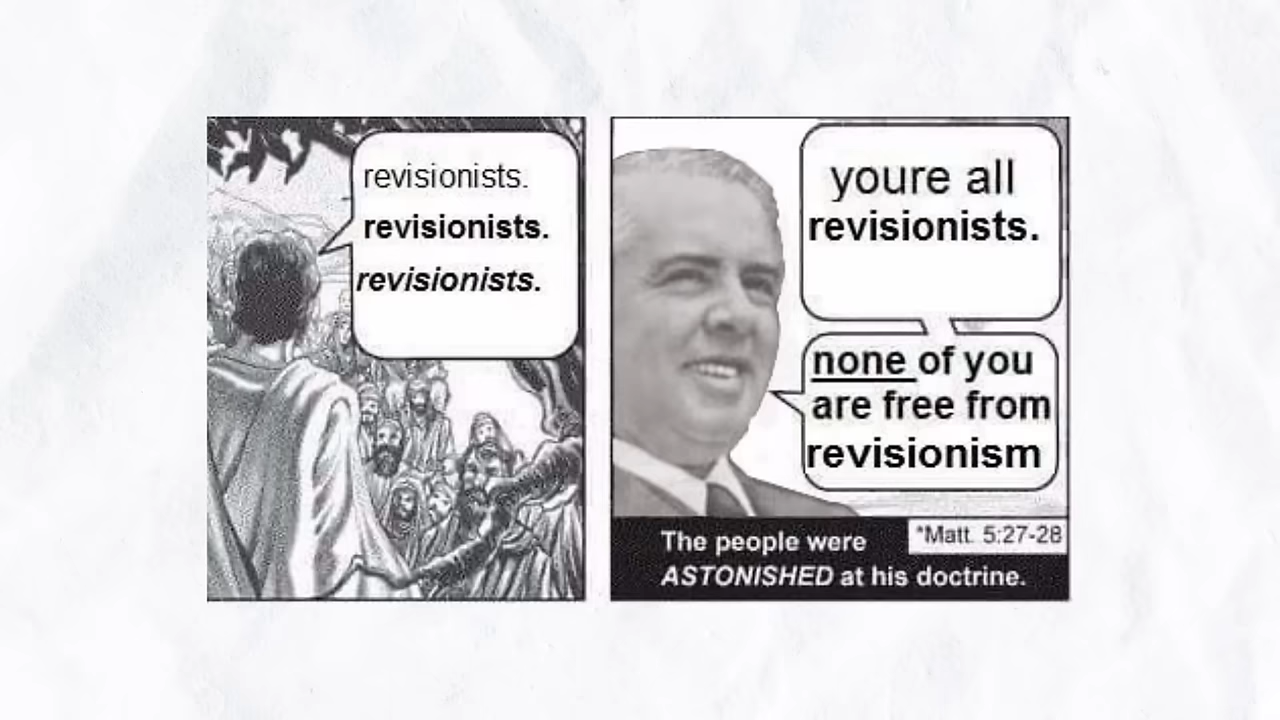 revisionists.
revisionists.
revisionists.
youre all
revisionists.
none of you
are free from
revisionism
*Matt. 5:27-28
The people were
ASTONISHED at his doctrine.